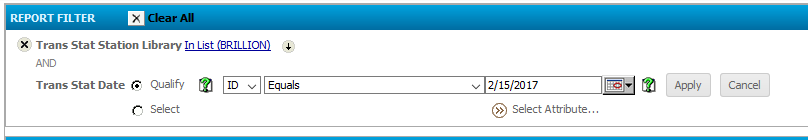 REPORT FILTER Clear All
Trans Stat Station Library In List (BRILLION)
AND
Trans Stat Date Qualify ID Equals 2/15/2017 Apply Cancel
Select Select Attribute...